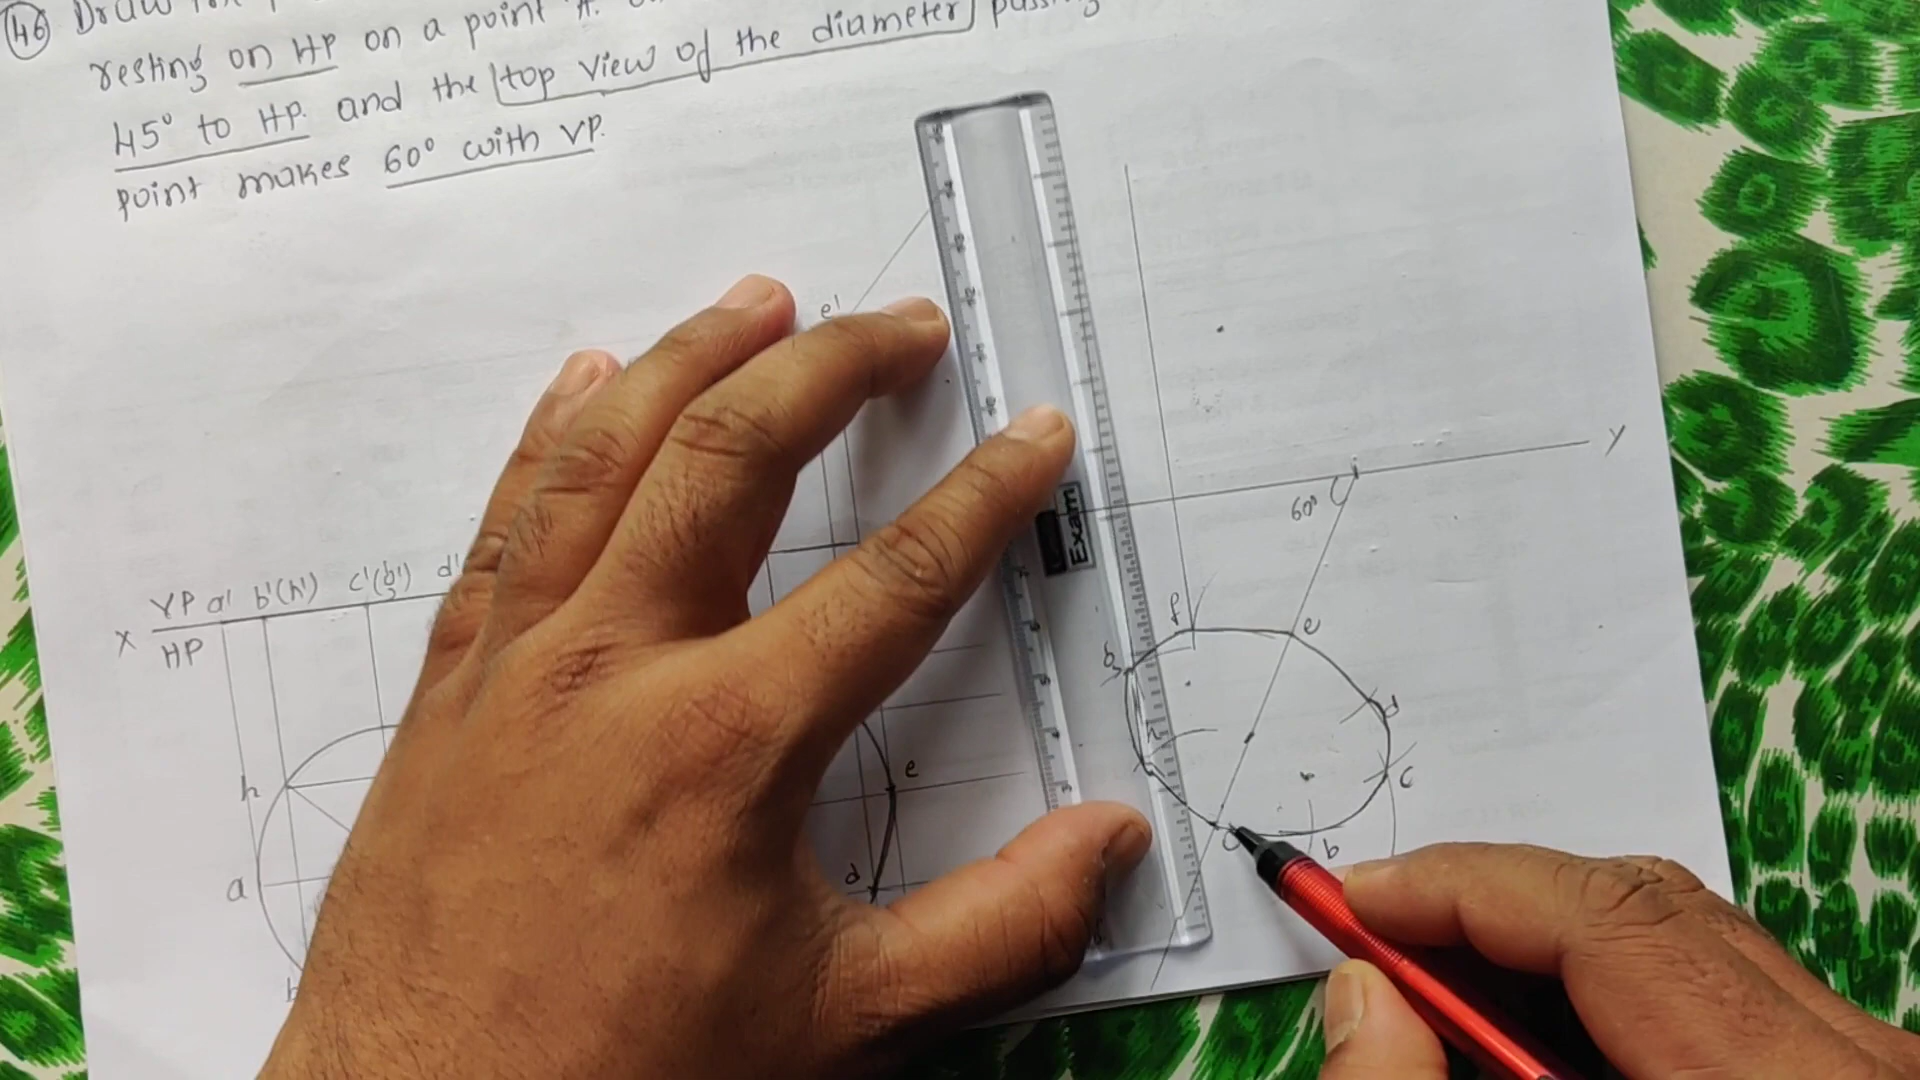 46 Draw
resting on HP on a point A.
45° to HP. and the top view of the diameter
point makes 60° with VP.
e'
Exam
Y
60°
VP a' b'(h') c'(g') d'
X HP
f
e
g
d
h
c
b
h
e
a
d
b